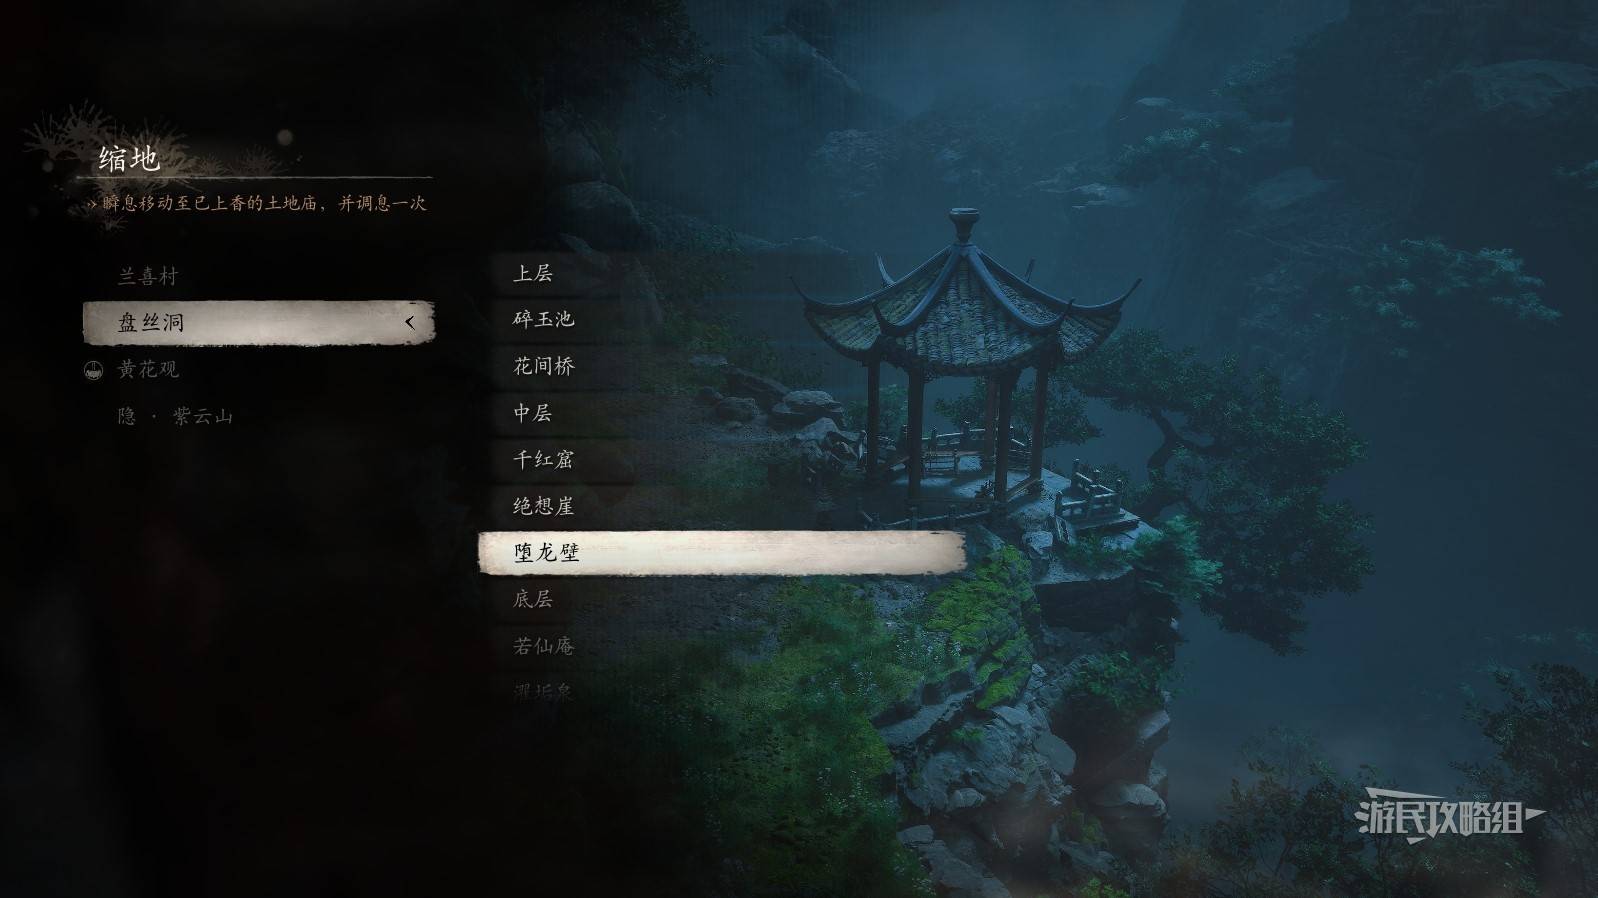 缩地
瞬息移动至已上香的土地庙，并调息一次
兰喜村
盘丝洞
黄花观
隐 · 紫云山
上层
碎玉池
花间桥
中层
千红窟
绝想崖
堕龙壁
底层
若仙庵
濯垢泉
游民攻略组